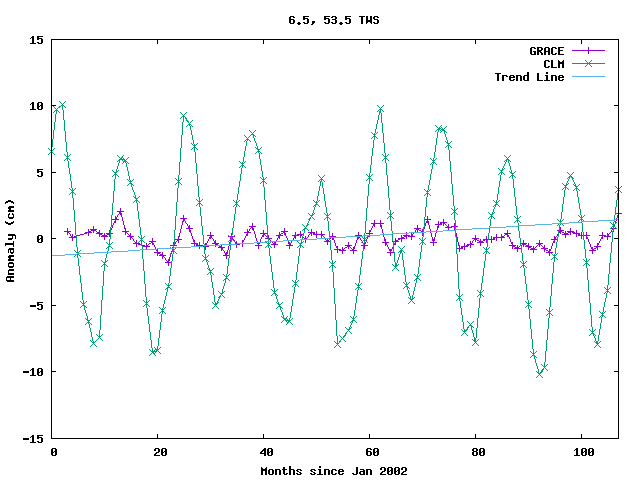 6.5, 53.5 TWS
GRACE
CLM
Trend Line
15
10
5
0
-5
-10
-15
Anomaly (cm)
0 20 40 60 80 100
Months since Jan 2002